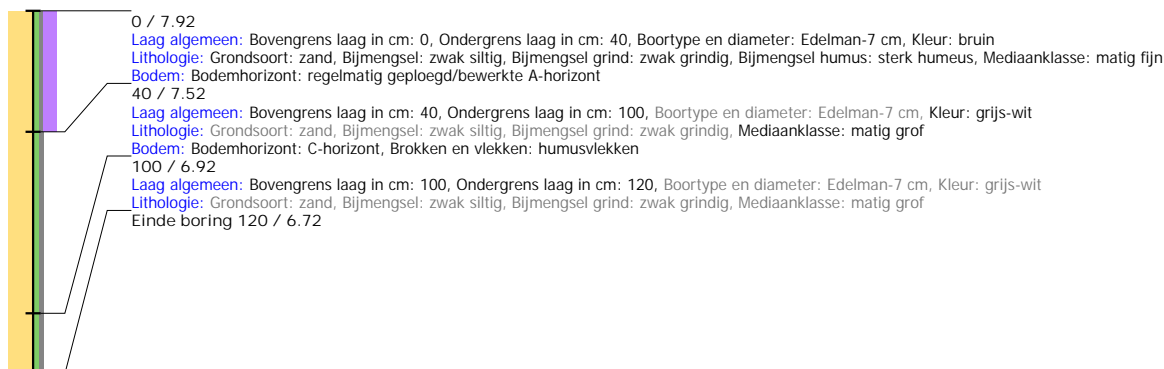 0 / 7.92
Laag algemeen: Bovengrens laag in cm: 0, Ondergrens laag in cm: 40, Boortype en diameter: Edelman-7 cm, Kleur: bruin
Lithologie: Grondsoort: zand, Bijmengsel: zwak siltig, Bijmengsel grind: zwak grindig, Bijmengsel humus: sterk humeus, Mediaanklasse: matig fijn
Bodem: Bodemhorizont: regelmatig geploegd/bewerkte A-horizont
40 / 7.52
Laag algemeen: Bovengrens laag in cm: 40, Ondergrens laag in cm: 100, Boortype en diameter: Edelman-7 cm, Kleur: grijs-wit
Lithologie: Grondsoort: zand, Bijmengsel: zwak siltig, Bijmengsel grind: zwak grindig, Mediaanklasse: matig grof
Bodem: Bodemhorizont: C-horizont, Brokken en vlekken: humusvlekken
100 / 6.92
Laag algemeen: Bovengrens laag in cm: 100, Ondergrens laag in cm: 120, Boortype en diameter: Edelman-7 cm, Kleur: grijs-wit
Lithologie: Grondsoort: zand, Bijmengsel: zwak siltig, Bijmengsel grind: zwak grindig, Mediaanklasse: matig grof
Einde boring 120 / 6.72